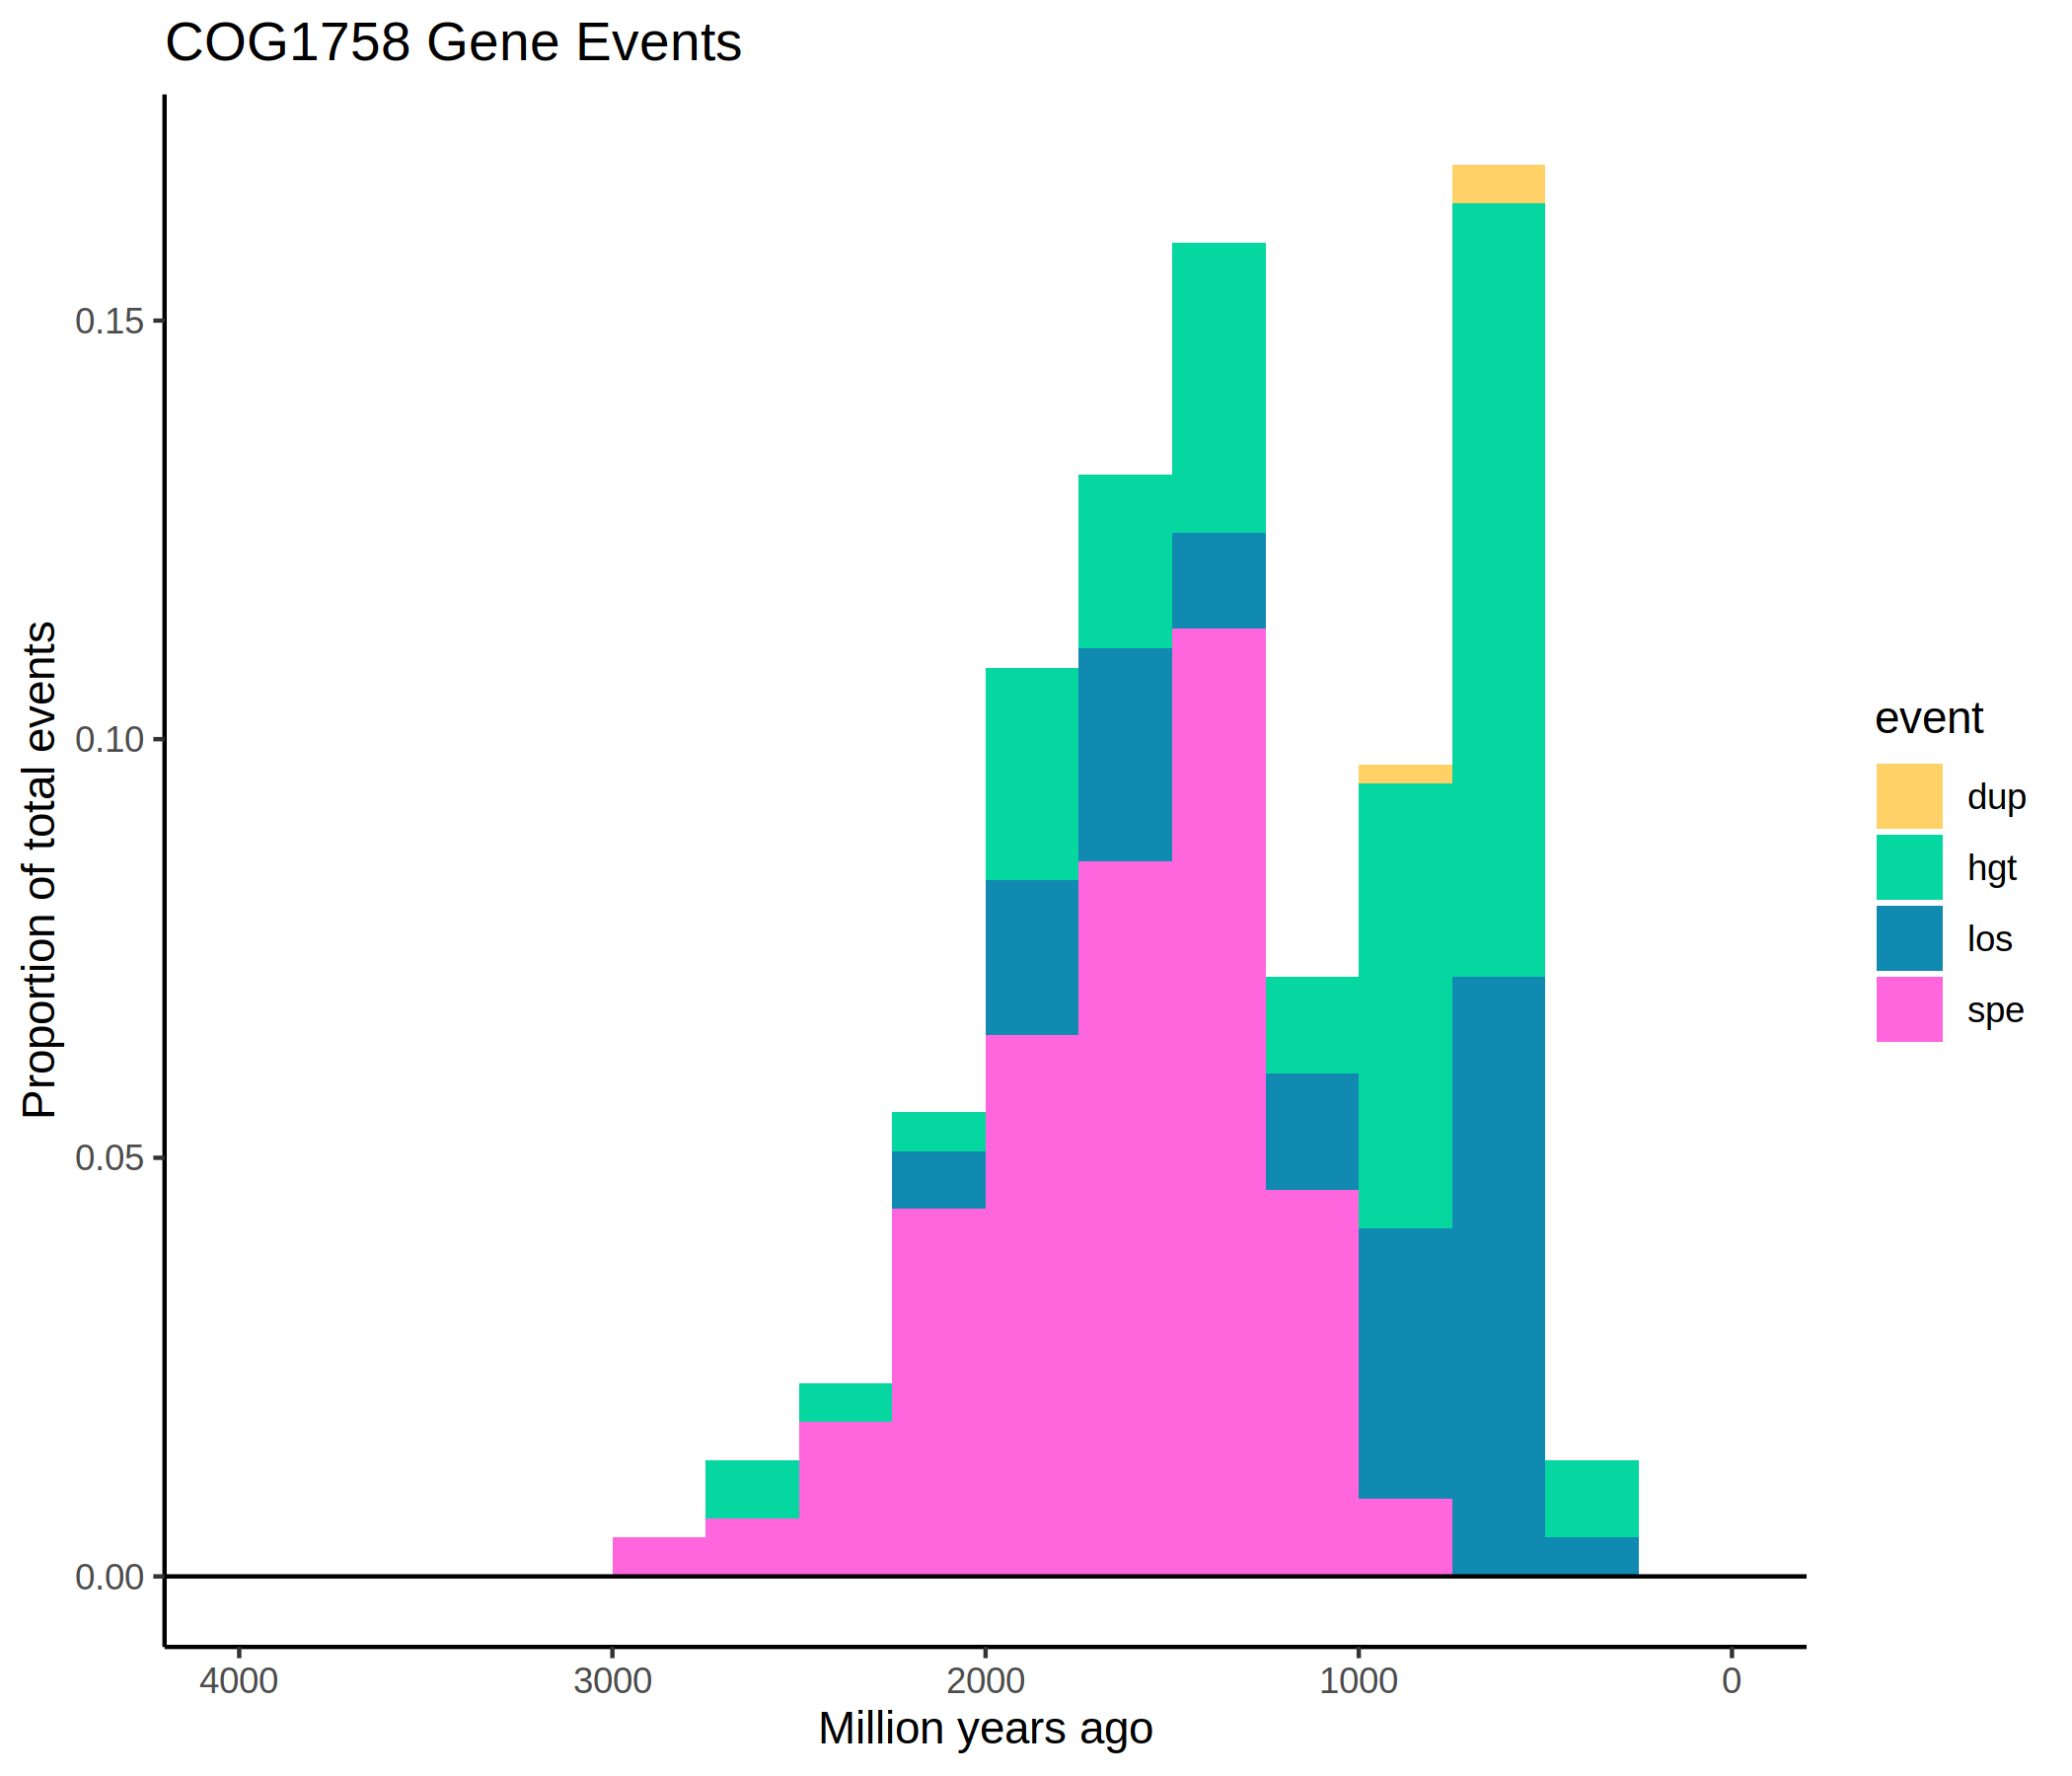 COG1758 Gene Events
Proportion of total events
0.15
0.10
0.05
0.00
4000 3000 2000 1000 0
Million years ago
event
dup
hgt
los
spe